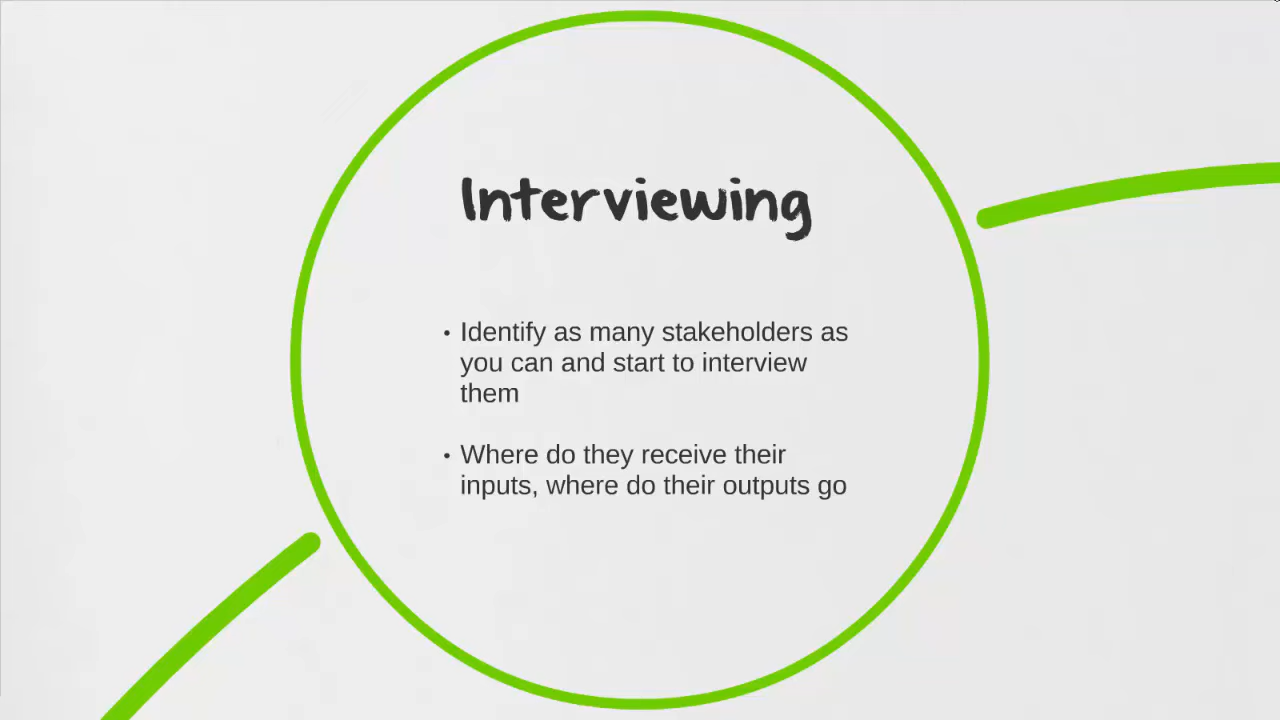 Interviewing
• Identify as many stakeholders as
you can and start to interview
them
• Where do they receive their
inputs, where do their outputs go